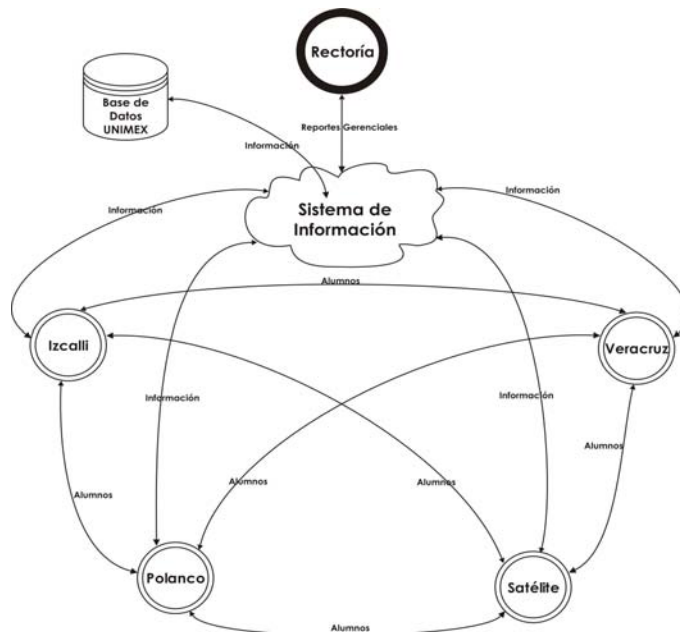 Rectoría
Base de
Datos
UNIMEX
Reportes Gerenciales
Información
Sistema de
Información
Información
Información
Alumnos
Izcalli
Veracruz
Información
Información
Alumnos
Alumnos
Alumnos
Alumnos
Polanco
Satélite
Alumnos